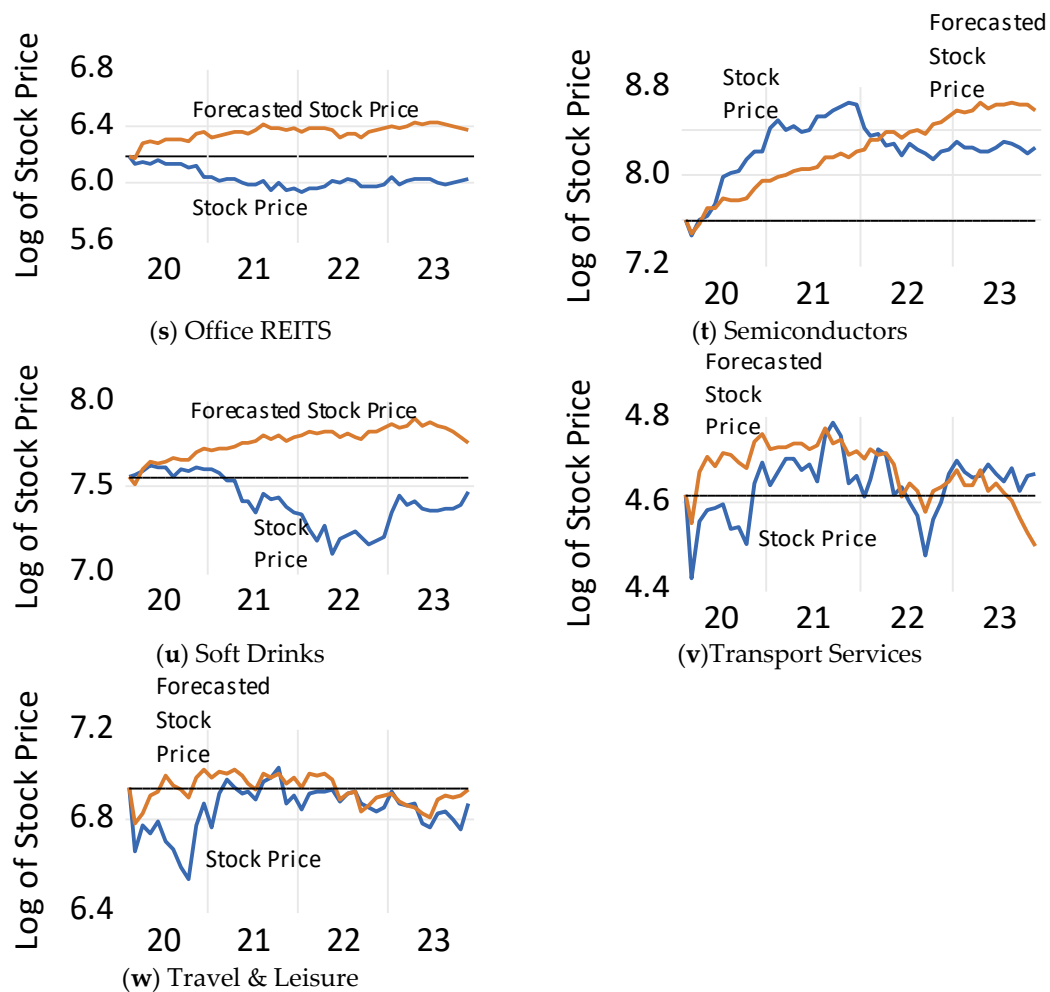 Log of Stock Price
6.8
6.4
6.0
5.6
Forecasted Stock Price
Stock Price
20 21 22 23
(s) Office REITS
Log of Stock Price
8.8
8.0
7.2
Stock
Price
Forecasted
Stock
Price
20 21 22 23
(t) Semiconductors
Log of Stock Price
8.0
7.5
7.0
Forecasted Stock Price
Stock
Price
20 21 22 23
(u) Soft Drinks
Log of Stock Price
4.8
4.6
4.4
Forecasted
Stock
Price
Stock Price
20 21 22 23
(v)Transport Services
Log of Stock Price
7.2
6.8
6.4
Forecasted
Stock
Price
Stock Price
20 21 22 23
(w) Travel & Leisure